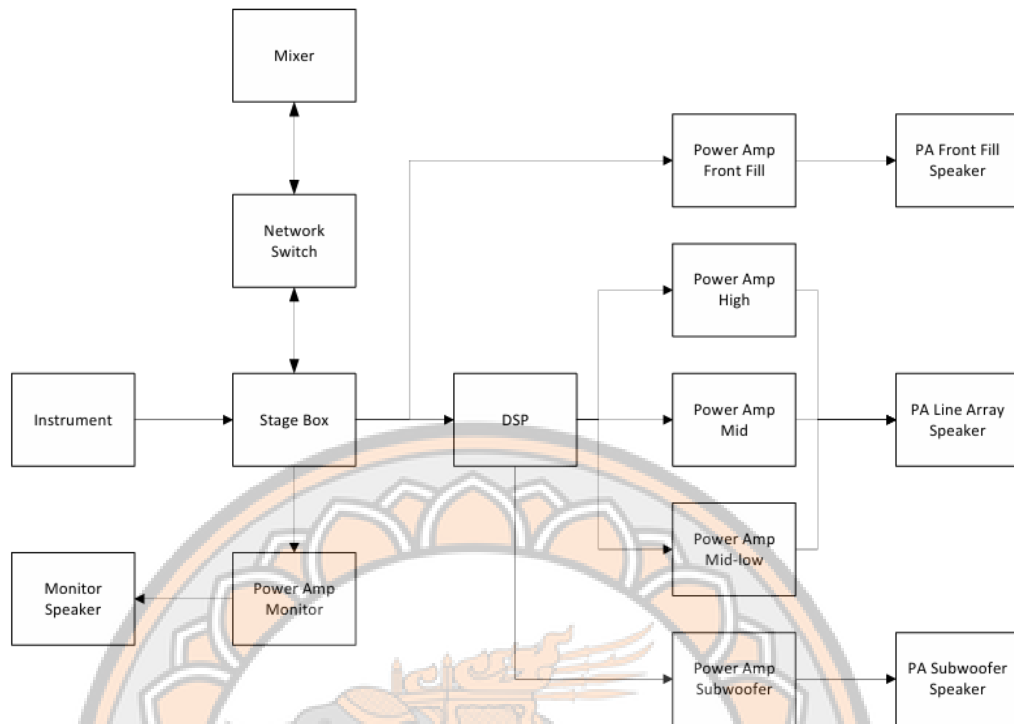 Mixer
Power Amp
Front Fill
PA Front Fill
Speaker
Network
Switch
Power Amp
High
Instrument
Stage Box
DSP
Power Amp
Mid
PA Line Array
Speaker
Power Amp
Mid-low
Monitor
Speaker
Power Amp
Monitor
Power Amp
Subwoofer
PA Subwoofer
Speaker